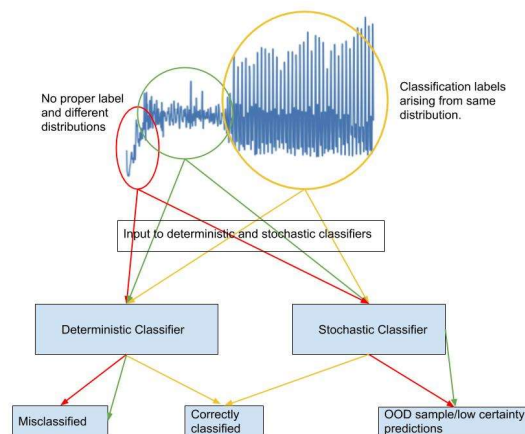 No proper label
and different
distributions
Classification labels
arising from same
distribution.
Input to deterministic and stochastic classifiers
Deterministic Classifier
Stochastic Classifier
Misclassified
Correctly
classified
OOD sample/low certainty
predictions